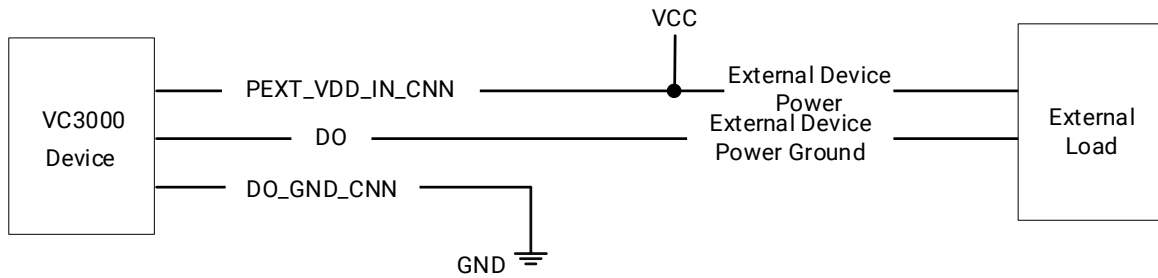 VCC
PEXT_VDD_IN_CNN
External Device
Power
VC3000
Device
DO
External Device
Power Ground
External
Load
DO_GND_CNN
GND